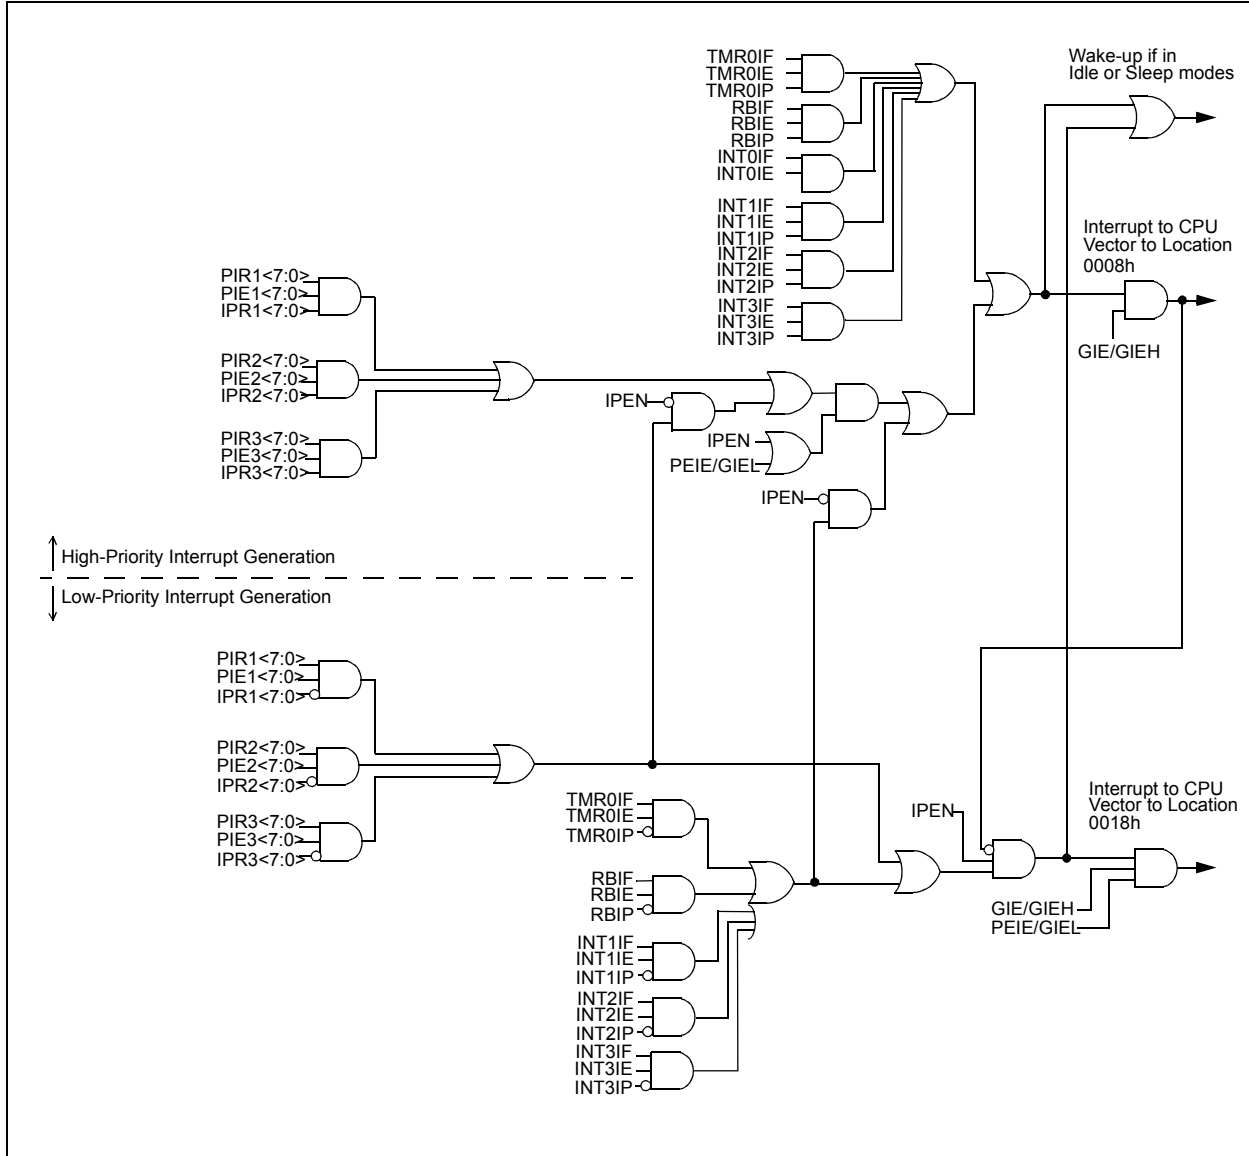 TMR0IF
TMR0IE
TMR0IP
RBIF
RBIE
RBIP
INT0IF
INT0IE
INT1IF
INT1IE
INT1IP
INT2IF
INT2IE
INT2IP
INT3IF
INT3IE
INT3IP
Wake-up if in
Idle or Sleep modes
Interrupt to CPU
Vector to Location
0008h
GIE/GIEH
PIR1<7:0>
PIE1<7:0>
IPR1<7:0>
PIR2<7:0>
PIE2<7:0>
IPR2<7:0>
PIR3<7:0>
PIE3<7:0>
IPR3<7:0>
IPEN
IPEN
PEIE/GIEL
IPEN
High-Priority Interrupt Generation
Low-Priority Interrupt Generation
PIR1<7:0>
PIE1<7:0>
IPR1<7:0>
PIR2<7:0>
PIE2<7:0>
IPR2<7:0>
PIR3<7:0>
PIE3<7:0>
IPR3<7:0>
TMR0IF
TMR0IE
TMR0IP
RBIF
RBIE
RBIP
INT1IF
INT1IE
INT1IP
INT2IF
INT2IE
INT2IP
INT3IF
INT3IE
INT3IP
IPEN
Interrupt to CPU
Vector to Location
0018h
GIE/GIEH
PEIE/GIEL